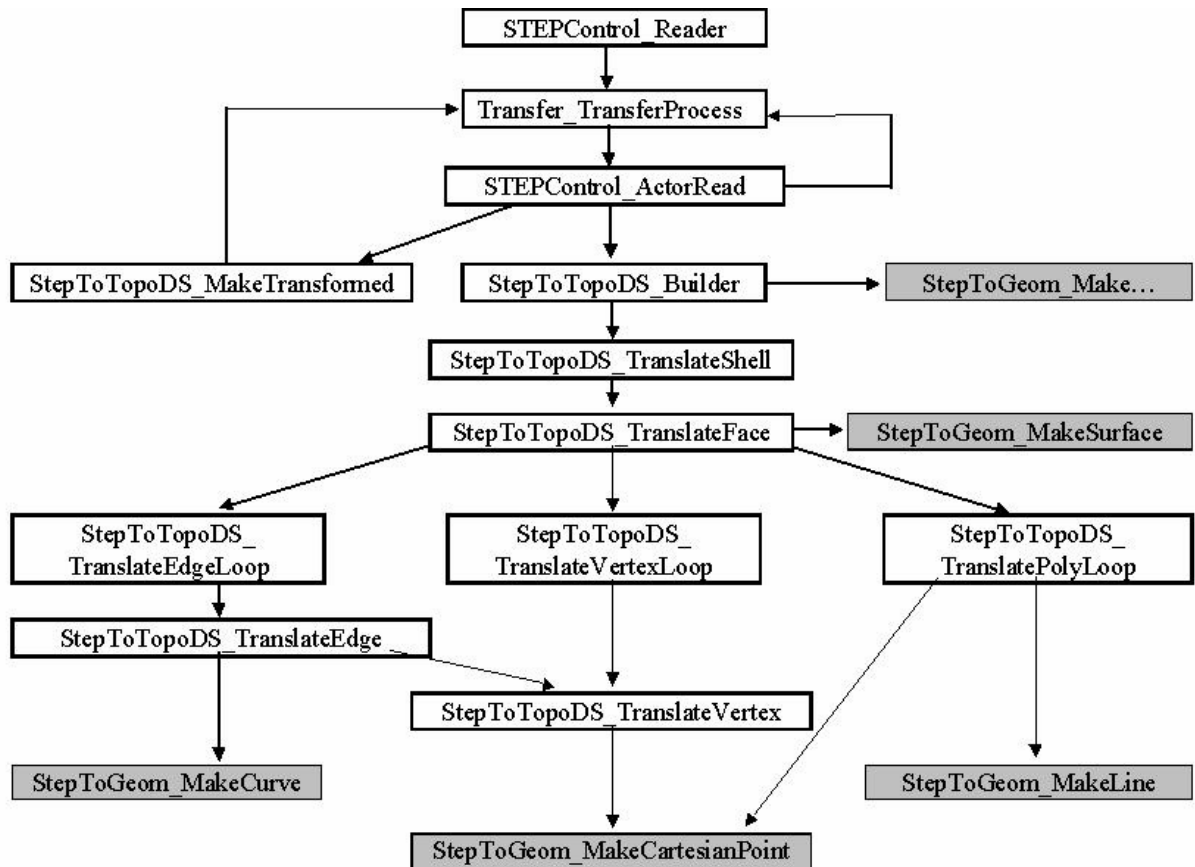 STEPControl_Reader
Transfer_TransferProcess
STEPControl_ActorRead
StepToTopoDS_MakeTransformed
StepToTopoDS_Builder
StepToGeom_Make...
StepToTopoDS_TranslateShell
StepToTopoDS_TranslateFace
StepToGeom_MakeSurface
StepToTopoDS_
TranslateEdgeLoop
StepToTopoDS_
TranslateVertexLoop
StepToTopoDS_
TranslatePolyLoop
StepToTopoDS_TranslateEdge
StepToTopoDS_TranslateVertex
StepToGeom_MakeCurve
StepToGeom_MakeLine
StepToGeom_MakeCartesianPoint